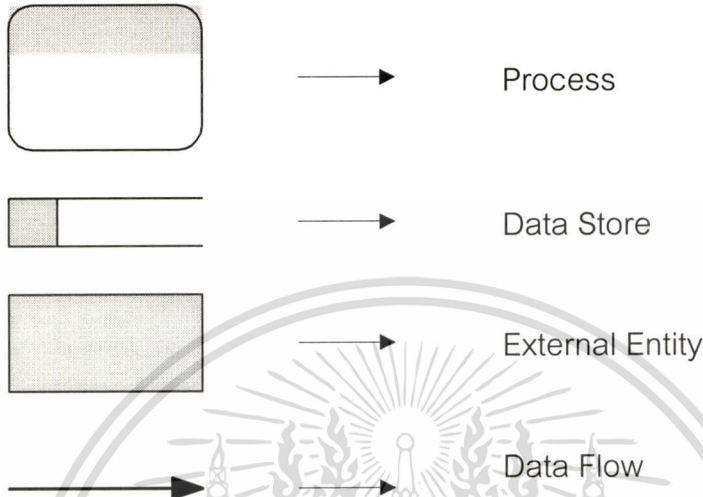 Process
Data Store
External Entity
Data Flow